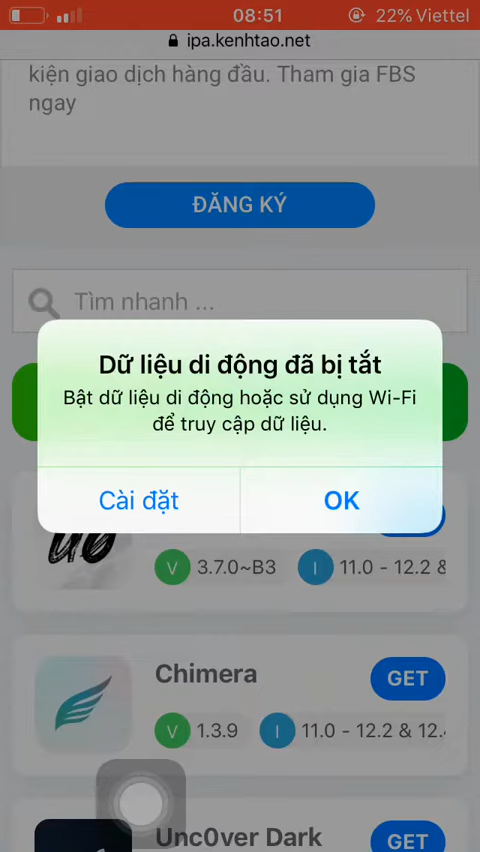 08:51
22% Viettel
ipa.kenhtao.net
kiện giao dịch hàng đầu. Tham gia FBS
ngay
ĐĂNG KÝ
Tìm nhanh ...
Dữ liệu di động đã bị tắt
Bật dữ liệu di động hoặc sử dụng Wi-Fi
để truy cập dữ liệu.
Cài đặt
OK
V 3.7.0~B3 I 11.0 - 12.2 &
Chimera
GET
V 1.3.9 I 11.0 - 12.2 & 12.
Unc0ver Dark
GET